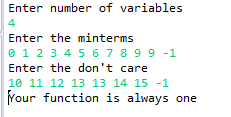 Enter number of variables
4
Enter the minterms
0 1 2 3 4 5 6 7 8 9 9 -1
Enter the don't care
10 11 12 13 13 14 15 -1
Your function is always one